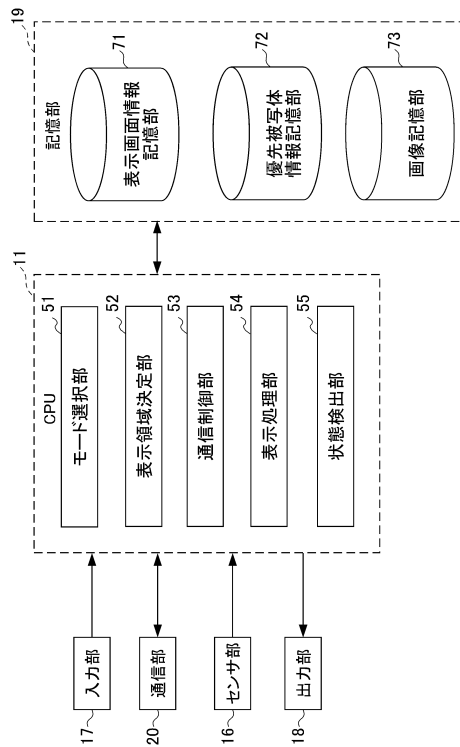 19
記憶部
71
表示画面情報
記憶部
72
優先被写体
情報記憶部
73
画像記憶部
11
CPU
51
モード選択部
52
表示領域決定部
53
通信制御部
54
表示処理部
55
状態検出部
入力部
17
通信部
20
センサ部
16
出力部
18